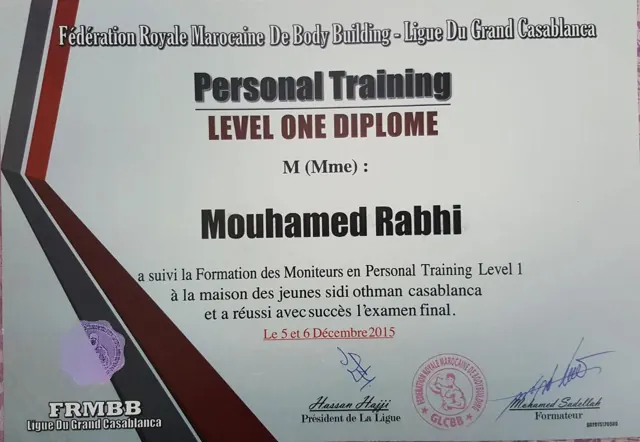 Fédération Royale Marocaine De Body Building - Ligue Du Grand Casablanca
Personal Training
LEVEL ONE DIPLOME
M (Mme) :
Mouhamed Rabhi
a suivi la Formation des Moniteurs en Personal Training Level 1
à la maison des jeunes sidi othman casablanca
et a réussi avec succès l'examen final.
Le 5 et 6 Décembre 2015
FRMBB
Ligue Du Grand Casablanca
Hassan Hajji
Président de La Ligue
GLCBB
Mohamed Sadollah
Formateur